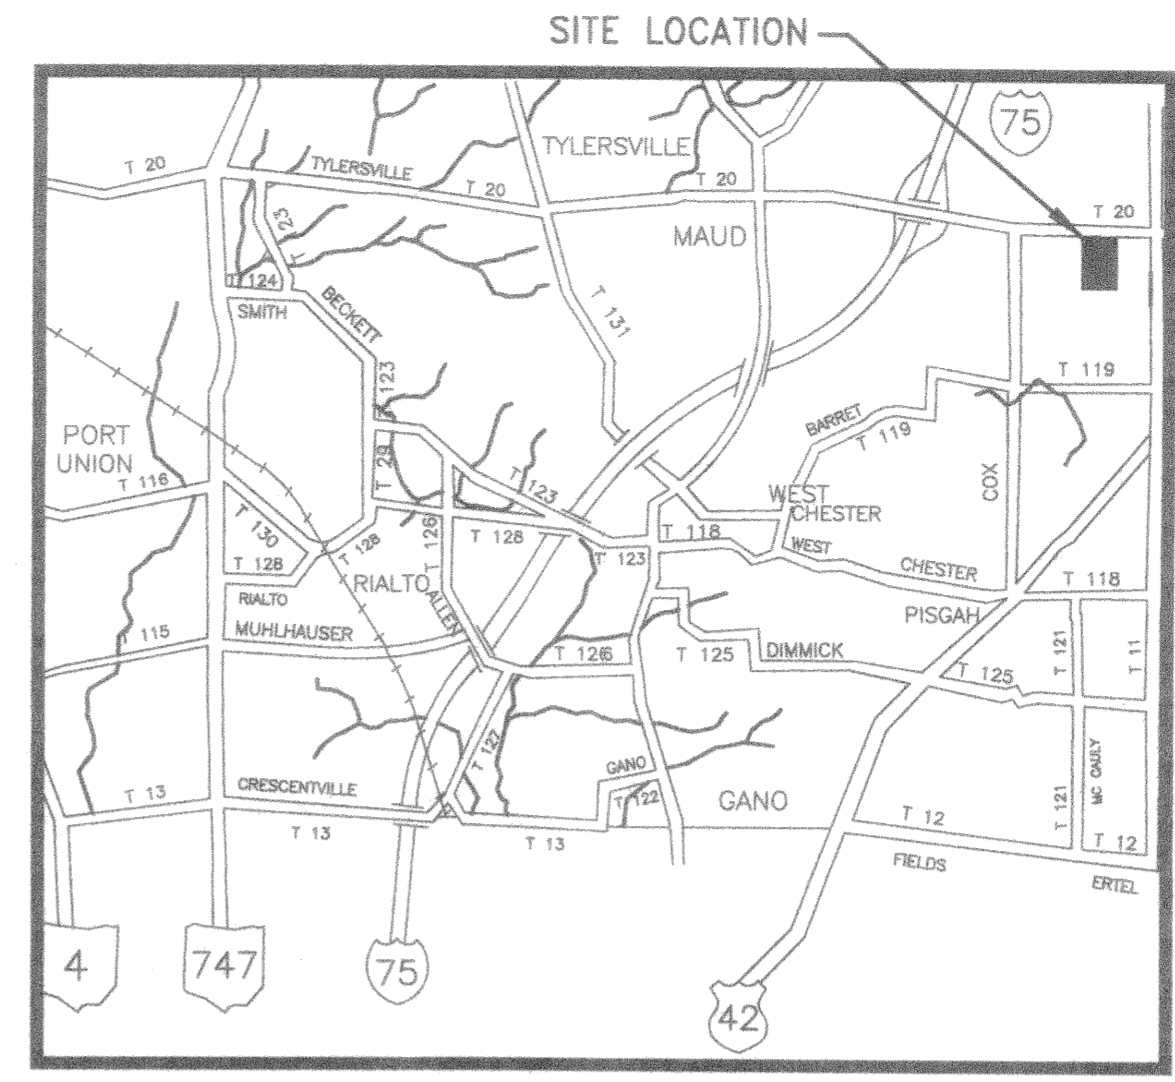 SITE LOCATION
75
T 20
TYLERSVILLE
T 20
TYLERSVILLE
T 20
T 20
MAUD
T 23
T 124
SMITH
BECKETT
T 131
123
T 119
BARRET
T 119
PORT
UNION
T 29
T 116
T 123
COX
WEST
CHESTER
T 130
T 128
T 126
T 128
T 123
T 118
WEST
CHESTER
T 118
T 128
RIALTO
RIALTO
ALLEN
PISGAH
MUHLHAUSER
T 115
T 126
T 125
DIMMICK
T 125
T 121
T 11
T 127
GANO
T 122
GANO
CRESCENTVILLE
T 13
T 13
T 13
T 12
T 121
MC CAULY
T 12
FIELDS
ERTEL
4
747
75
42